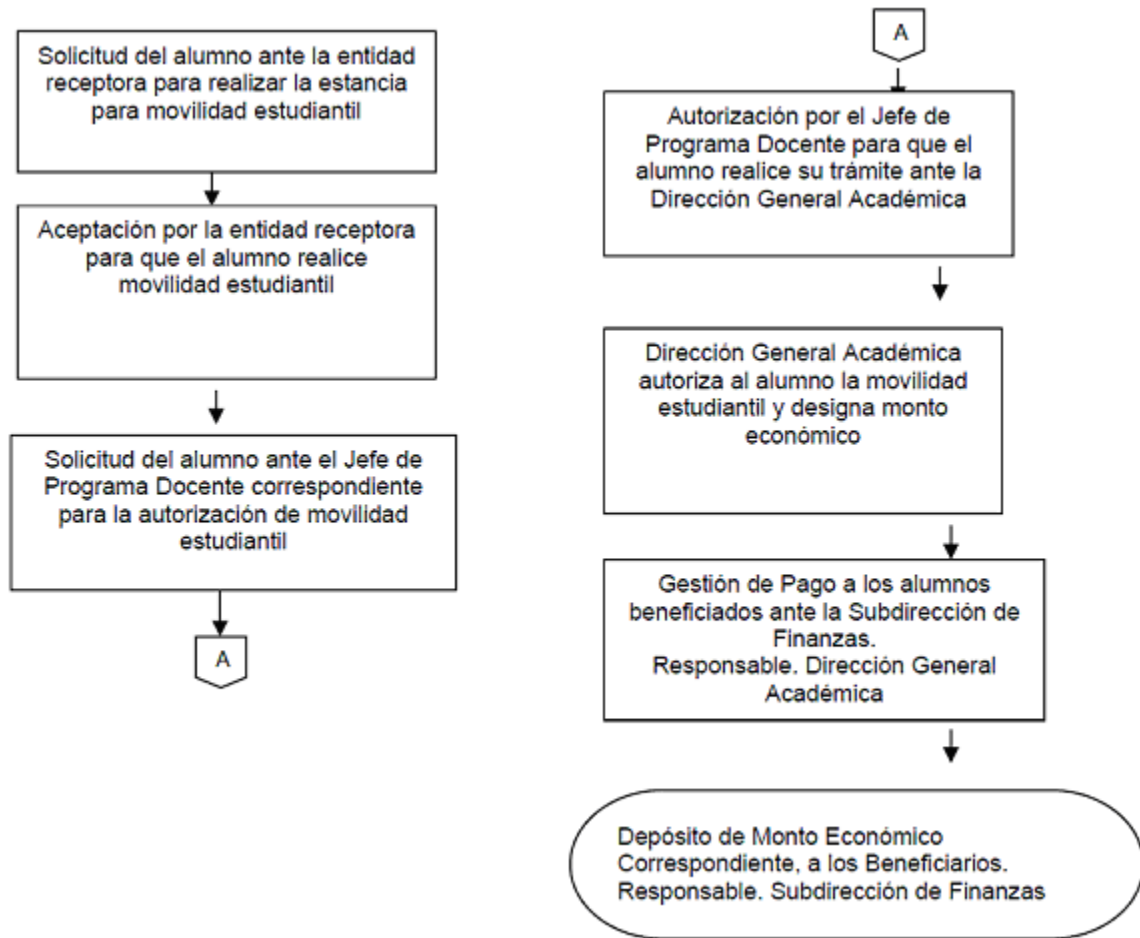 Solicitud del alumno ante la entidad
receptora para realizar la estancia
para movilidad estudiantil
Aceptación por la entidad receptora
para que el alumno realice
movilidad estudiantil
Solicitud del alumno ante el Jefe de
Programa Docente correspondiente
para la autorización de movilidad
estudiantil
A
A
Autorización por el Jefe de
Programa Docente para que el
alumno realice su trámite ante la
Dirección General Académica
Dirección General Académica
autoriza al alumno la movilidad
estudiantil y designa monto
económico
Gestión de Pago a los alumnos
beneficiados ante la Subdirección de
Finanzas.
Responsable. Dirección General
Académica
Depósito de Monto Económico
Correspondiente, a los Beneficiarios.
Responsable. Subdirección de Finanzas